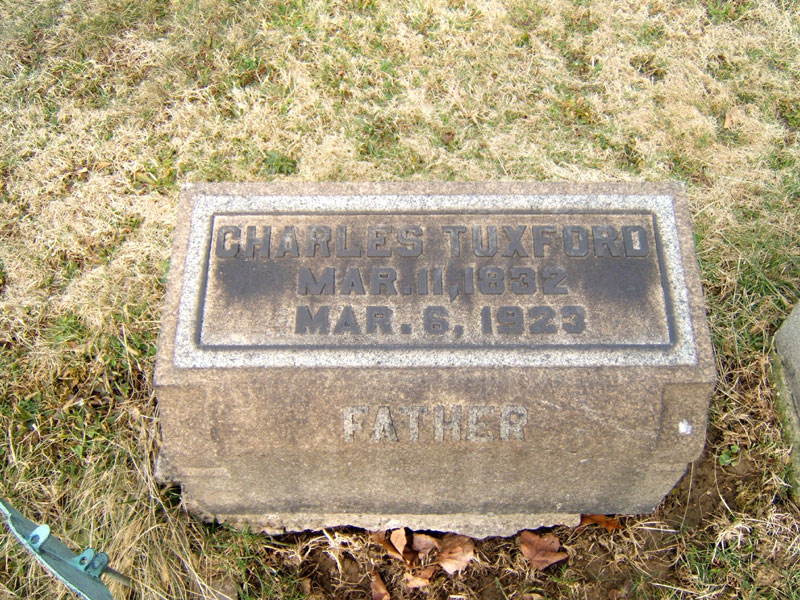 CHARLES TUXFORD
MAR. 11, 1832
MAR. 6, 1923
FATHER